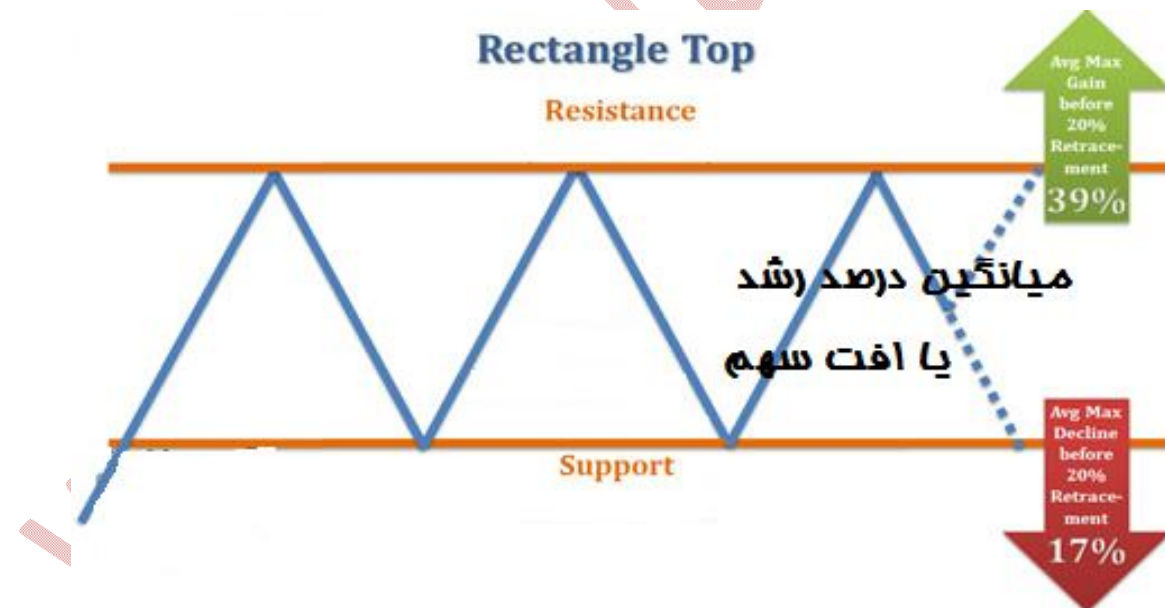 Rectangle Top
Resistance
Avg Max
Gain
before
20%
Retrace-
ment
39%
میانگین درصد رشد
یا افت سهم
Support
Avg Max
Decline
before
20%
Retrace-
ment
17%